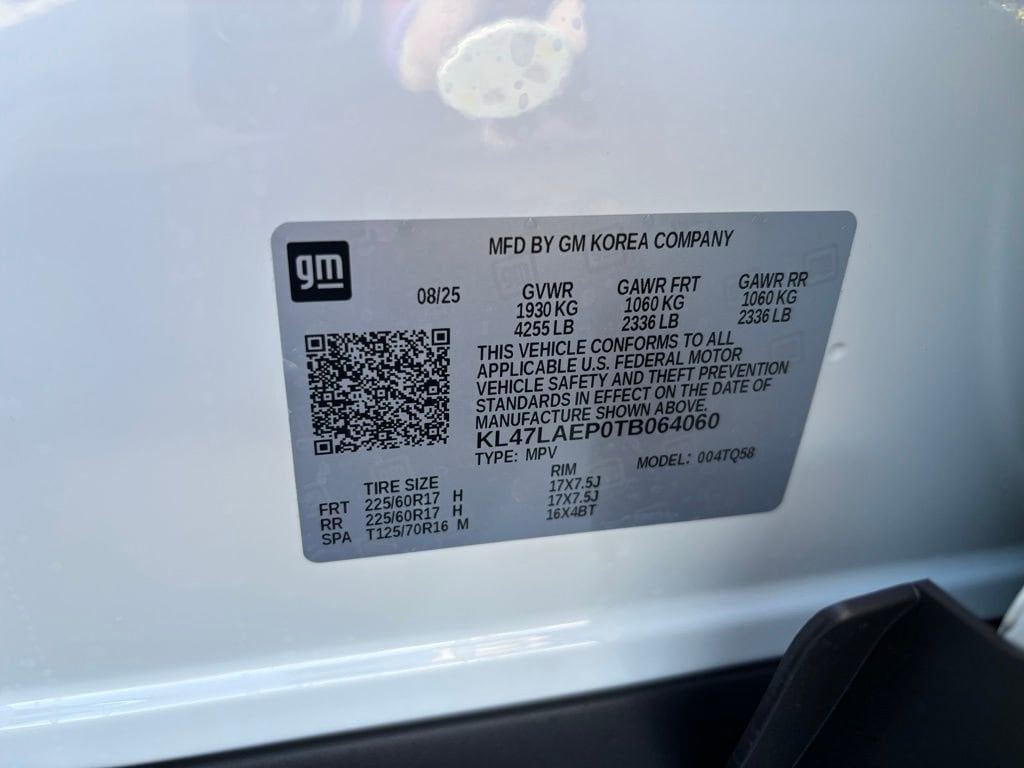 gm
MFD BY GM KOREA COMPANY
08/25
GVWR
1930 KG
4255 LB
GAWR FRT
1060 KG
2336 LB
GAWR RR
1060 KG
2336 LB
THIS VEHICLE CONFORMS TO ALL
APPLICABLE U.S. FEDERAL MOTOR
VEHICLE SAFETY AND THEFT PREVENTION
STANDARDS IN EFFECT ON THE DATE OF
MANUFACTURE SHOWN ABOVE.
KL47LAEP0TB064060
TYPE: MPV
MODEL: 004TQ58
TIRE SIZE RIM
FRT 225/60R17 H 17X7.5J
RR 225/60R17 H 17X7.5J
SPA T125/70R16 M 16X4BT